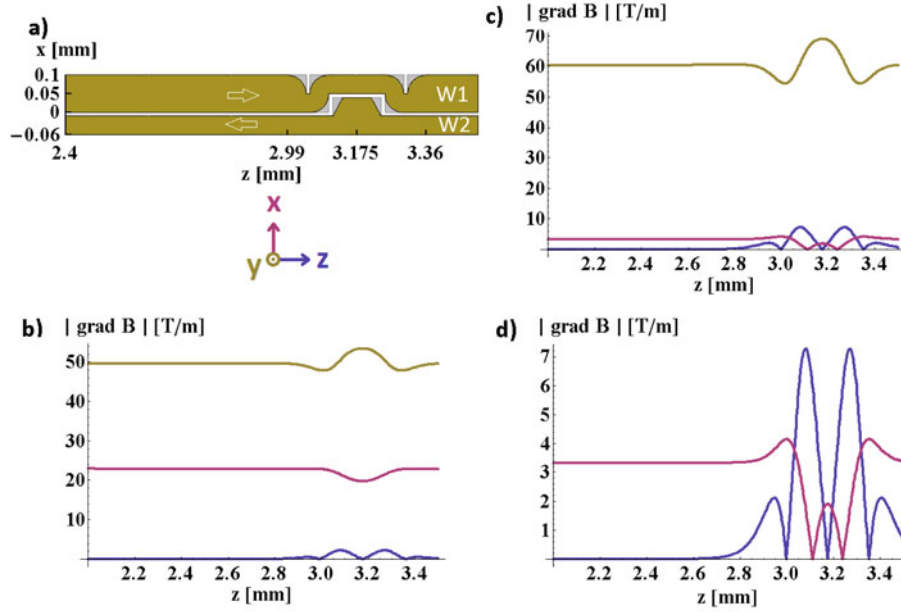 a)
x [mm]
0.1
0.05
0
−0.06
W1
W2
2.4 2.99 3.175 3.36
z [mm]
x
y z
b)
| grad B | [T/m]
50
40
30
20
10
2.2 2.4 2.6 2.8 3.0 3.2 3.4
z [mm]
c)
| grad B | [T/m]
70
60
50
40
30
20
10
2.2 2.4 2.6 2.8 3.0 3.2 3.4
z [mm]
d)
| grad B | [T/m]
7
6
5
4
3
2
1
2.2 2.4 2.6 2.8 3.0 3.2 3.4
z [mm]